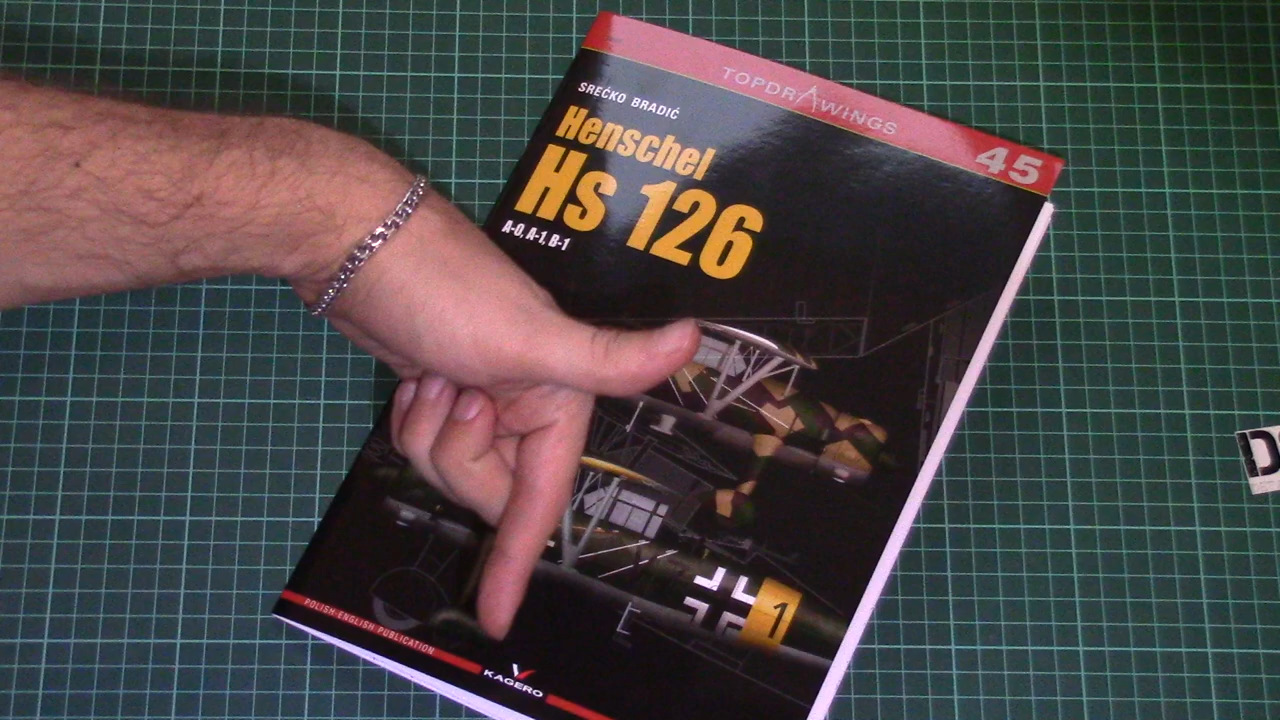 TOPDRAWINGS
45
SREĆKO BRADIĆ
Henschel
Hs 126
A-0, A-1, B-1
1
POLISH-ENGLISH PUBLICATION
KAGERO
D